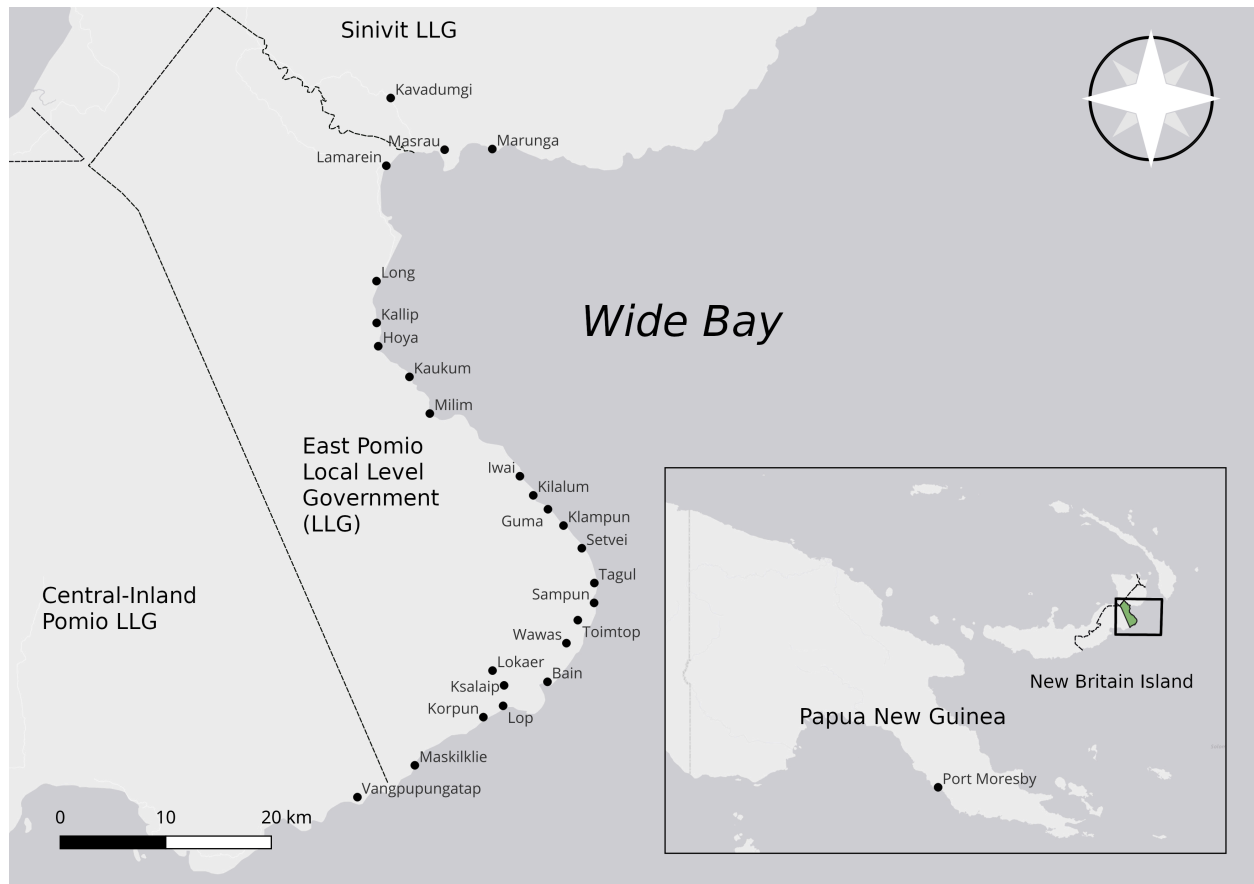 Sinivit LLG
Kavadumgi
Masrau
Marunga
Lamarein
Long
Kallip
Hoya
Wide Bay
Kaukum
Milim
East Pomio
Local Level
Government
(LLG)
Iwai
Kilalum
Guma
Klampun
Setvei
Tagul
Sampun
Central-Inland
Pomio LLG
Toimtop
Wawas
Lokaer
Bain
Ksalaip
Korpun
Lop
Maskilklie
Vangpupungatap
0 10 20 km
New Britain Island
Papua New Guinea
Port Moresby